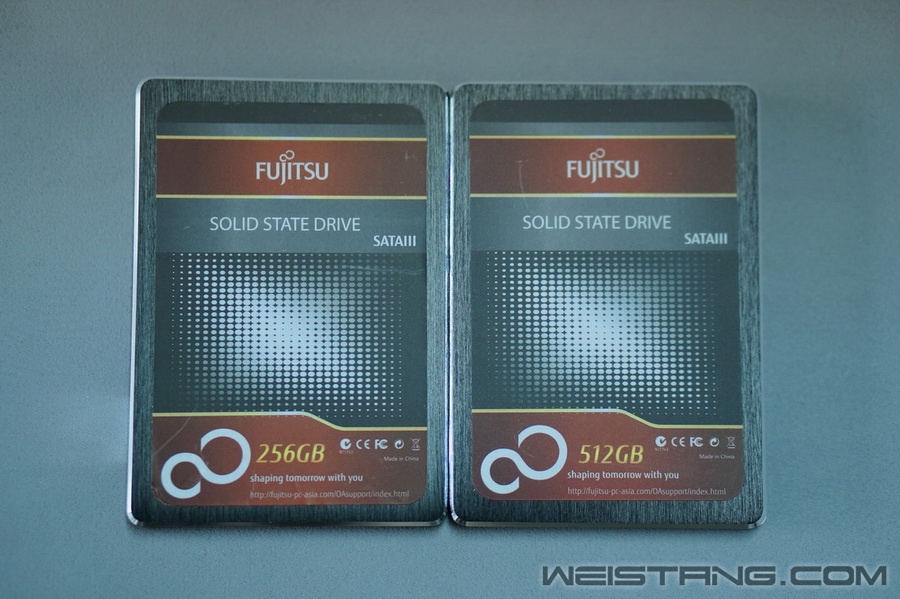 FUJITSU
SOLID STATE DRIVE
SATAIII
256GB
Made in China
shaping tomorrow with you
http://fujitsu-pc-asia.com/OAsupport/index.html
FUJITSU
SOLID STATE DRIVE
SATAIII
512GB
Made in China
shaping tomorrow with you
http://fujitsu-pc-asia.com/OAsupport/index.html
WEISTANG.COM